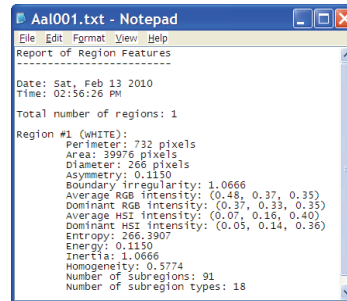 Aal001.txt - Notepad
File Edit Format View Help
Report of Region Features
-------------------------
Date: Sat, Feb 13 2010
Time: 02:56:26 PM
Total number of regions: 1
Region #1 (WHITE):
Perimeter: 732 pixels
Area: 39976 pixels
Diameter: 266 pixels
Asymmetry: 0.1150
Boundary irregularity: 1.0666
Average RGB intensity: (0.48, 0.37, 0.35)
Dominant RGB intensity: (0.37, 0.33, 0.35)
Average HSI intensity: (0.07, 0.16, 0.40)
Dominant HSI intensity: (0.05, 0.14, 0.36)
Entropy: 266.3907
Energy: 0.1150
Inertia: 1.0666
Homogeneity: 0.5774
Number of subregions: 91
Number of subregion types: 18